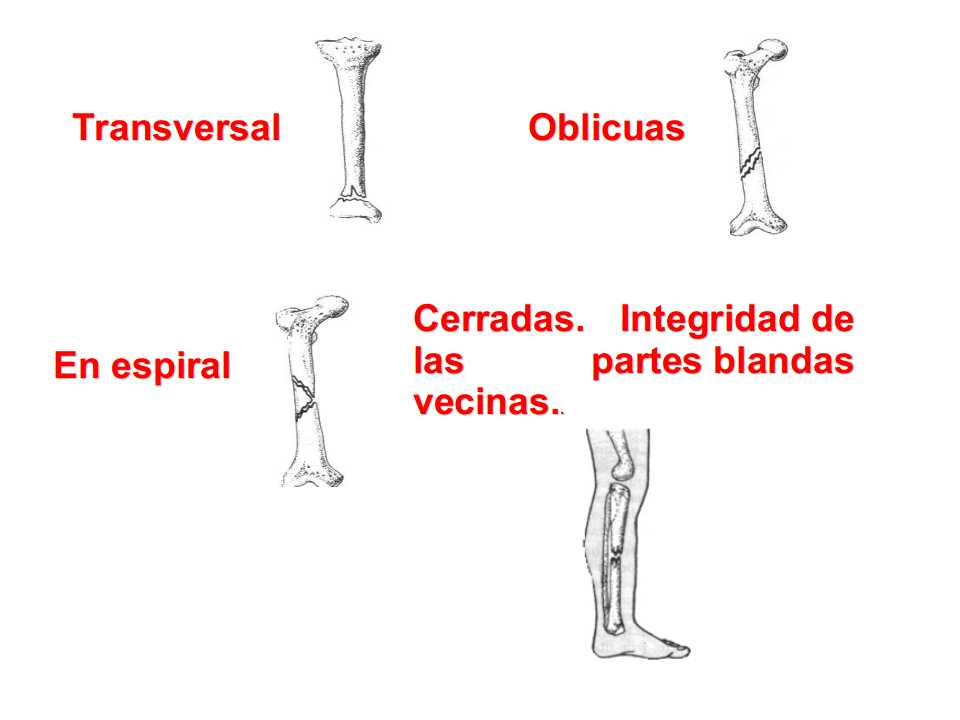 Transversal
Oblicuas
En espiral
Cerradas. Integridad de
las partes blandas
vecinas..